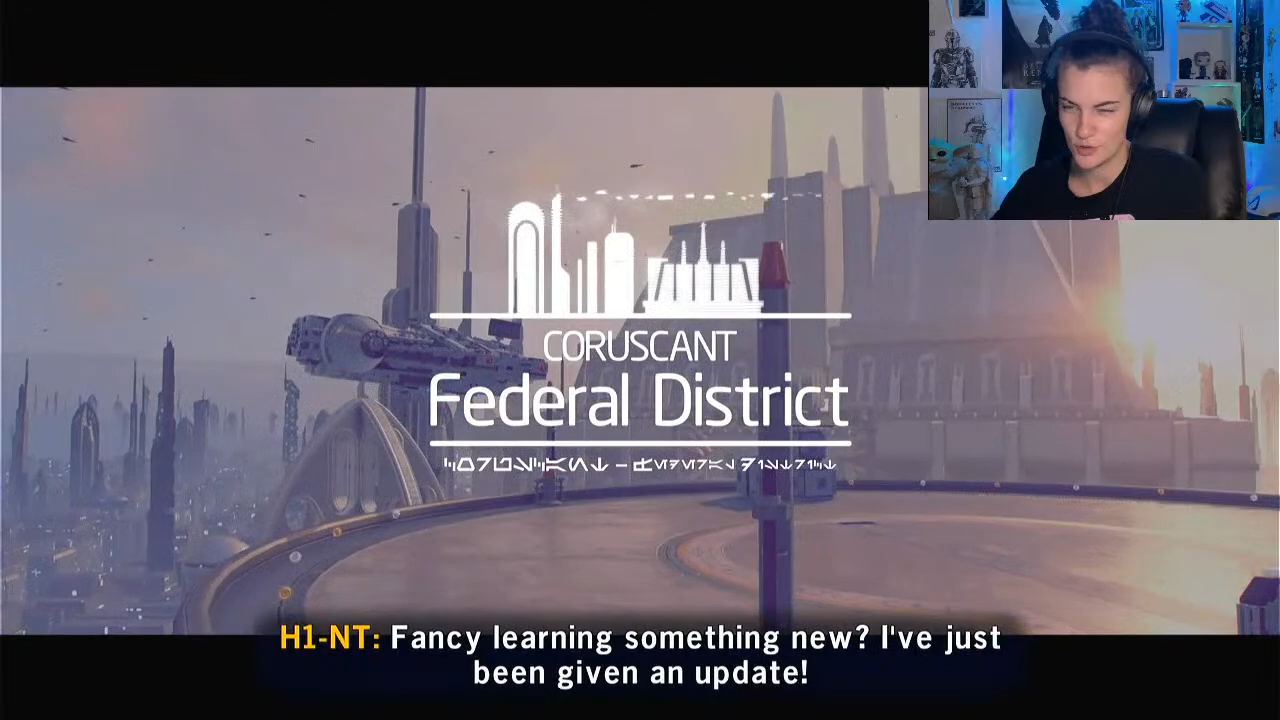 CORUSCANT
Federal District
H1-NT: Fancy learning something new? I've just
been given an update!